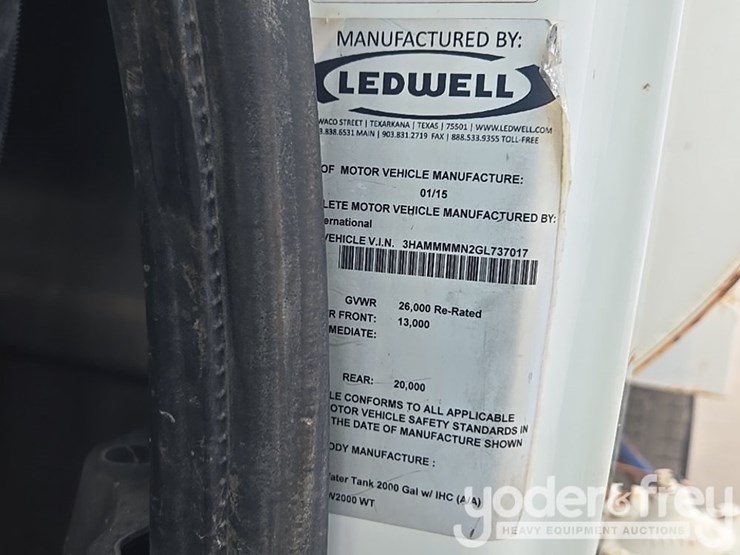 MANUFACTURED BY:
LEDWELL
WACO STREET | TEXARKANA | TEXAS | 75501 | WWW.LEDWELL.COM
.838.6531 MAIN | 903.831.2719 FAX | 888.533.9355 TOLL-FREE
OF MOTOR VEHICLE MANUFACTURE:
01/15
LETE MOTOR VEHICLE MANUFACTURED BY:
ernational
VEHICLE V.I.N. 3HAMMMMN2GL737017
GVWR 26,000 Re-Rated
R FRONT: 13,000
MEDIATE:
REAR: 20,000
LE CONFORMS TO ALL APPLICABLE
OTOR VEHICLE SAFETY STANDARDS IN
THE DATE OF MANUFACTURE SHOWN
ODY MANUFACTURE :
ater Tank 2000 Gal w/ IHC (A/A)
W2000 WT
yoder&frey
HEAVY EQUIPMENT AUCTIONS